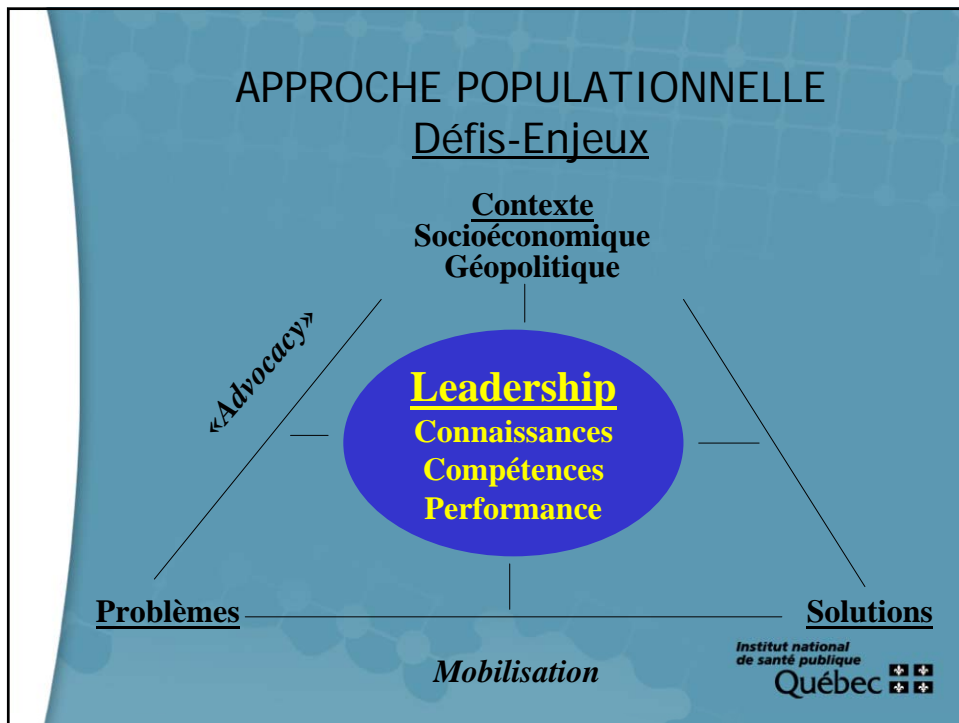 APPROCHE POPULATIONNELLE
Défis-Enjeux
Contexte
Socioéconomique
Géopolitique
«Advocacy»
Leadership
Connaissances
Compétences
Performance
Problèmes
Solutions
Mobilisation
Institut national
de santé publique
Québec